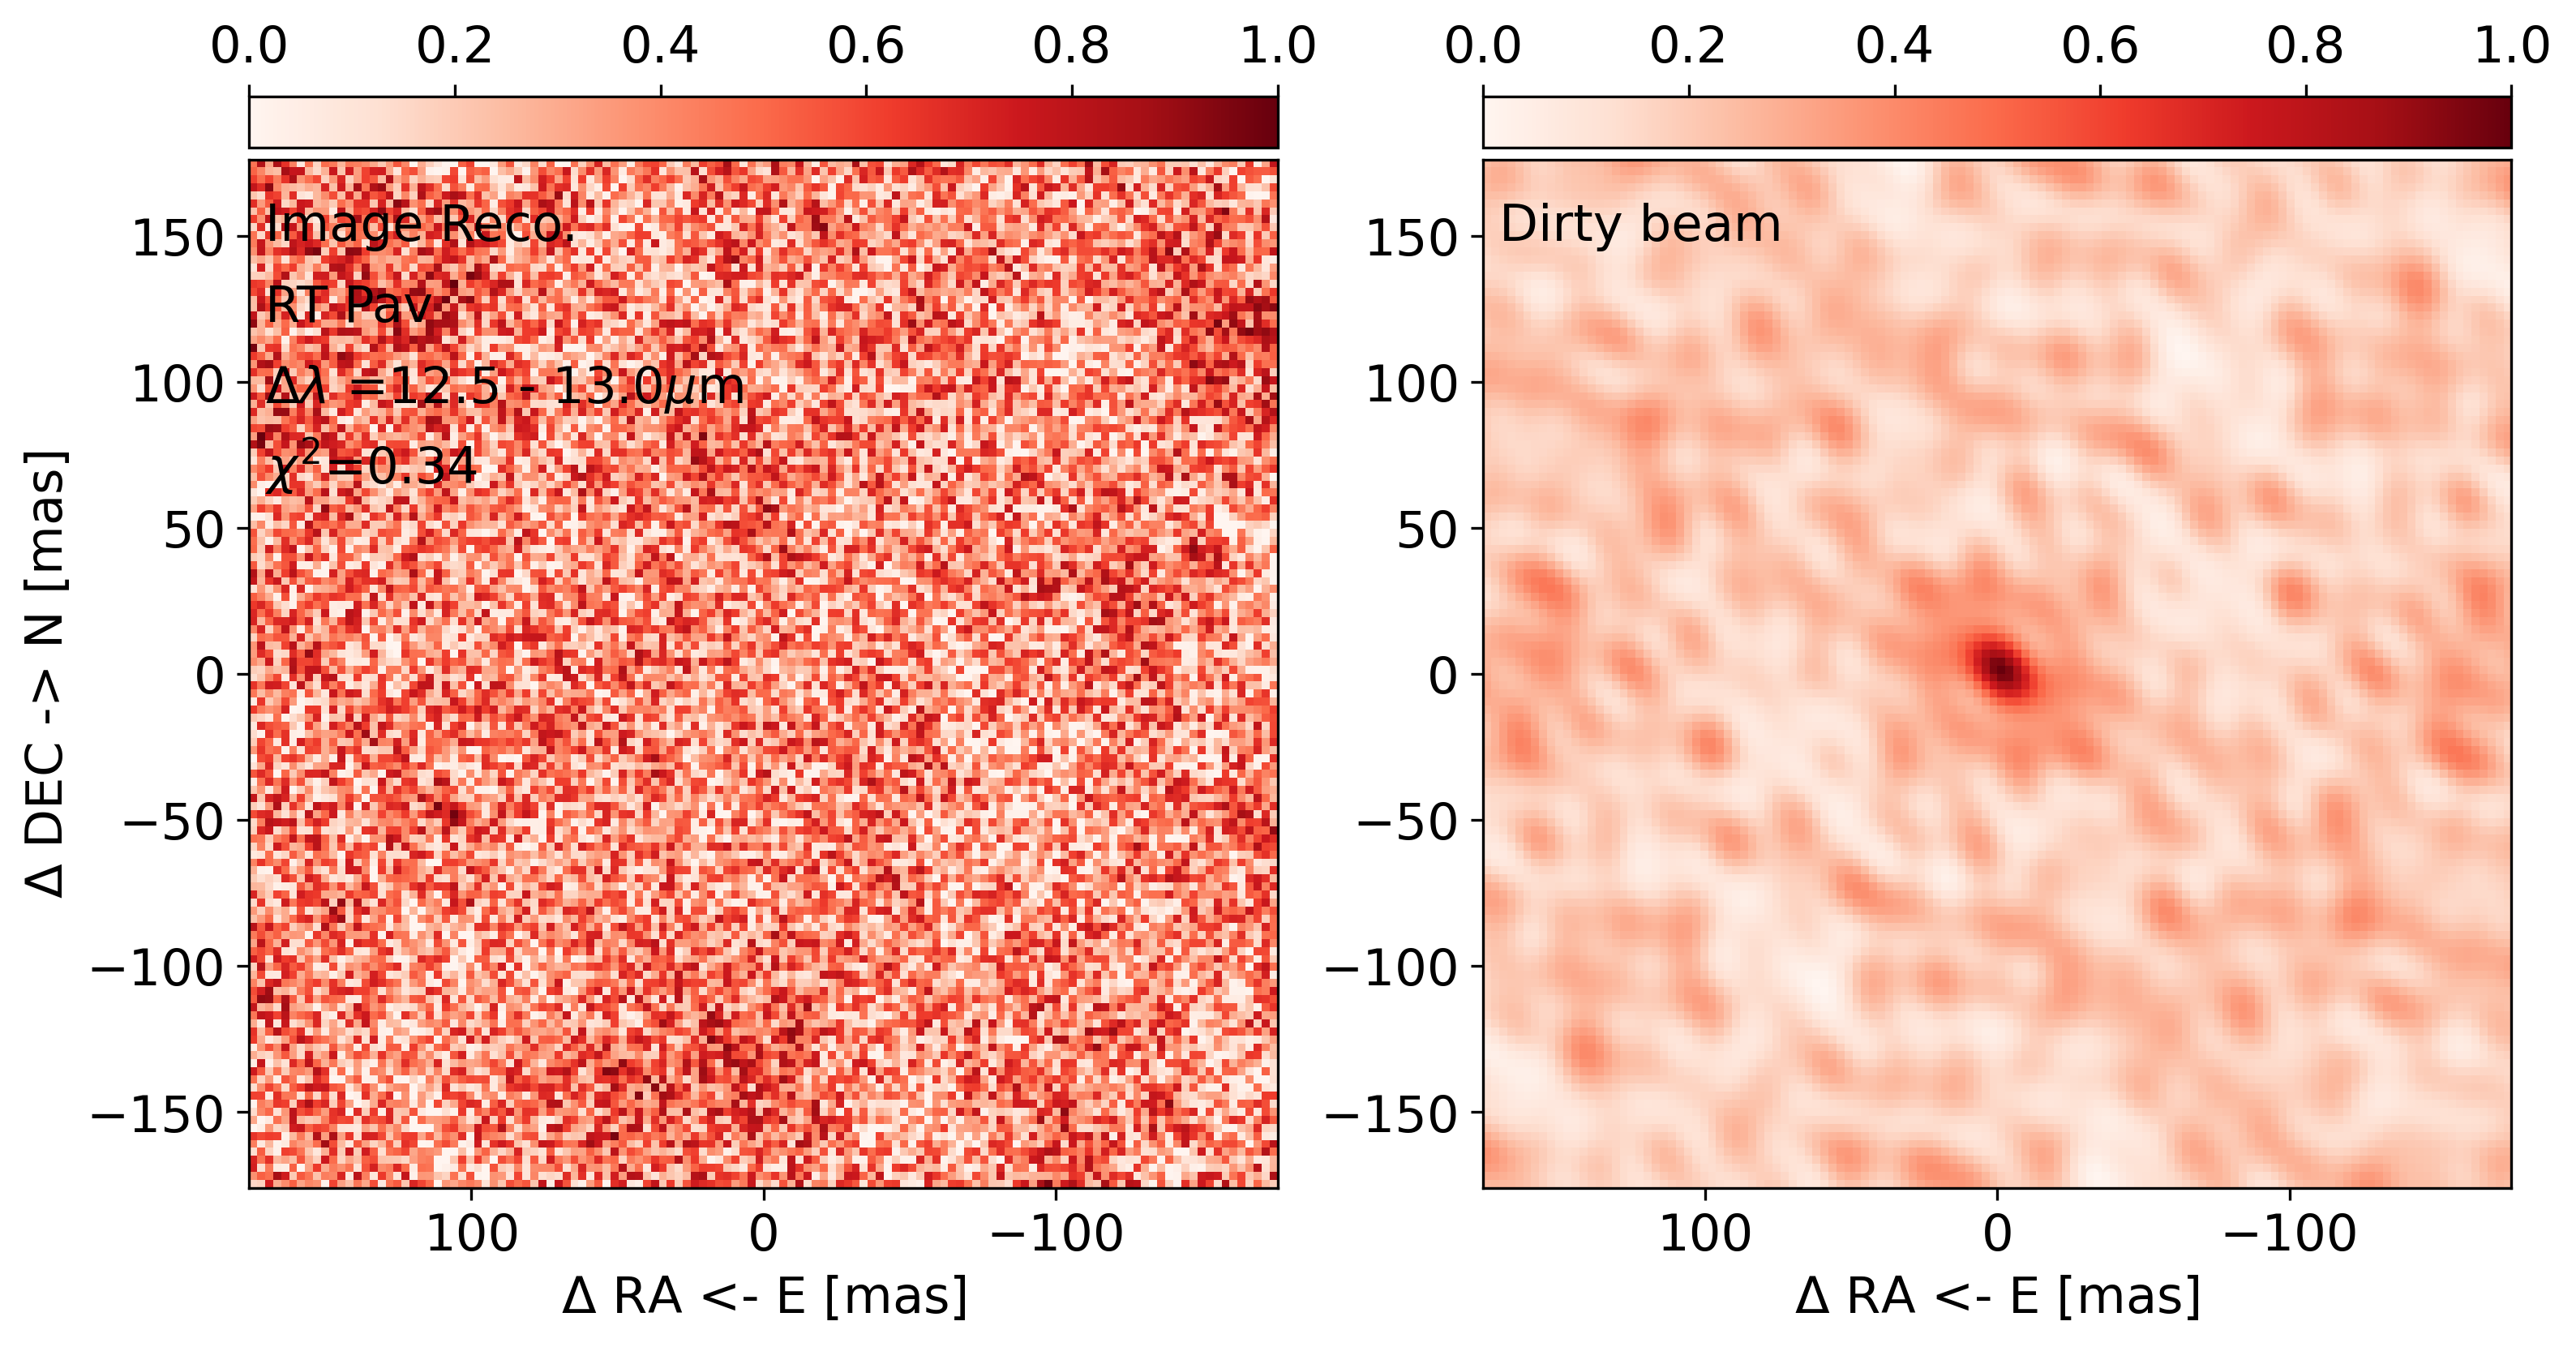 0.0 0.2 0.4 0.6 0.8 1.0
0.0 0.2 0.4 0.6 0.8 1.0
Image Reco.
RT Pav
Δλ =12.5 - 13.0μm
χ²=0.34
150
100
50
0
−50
−100
−150
Δ DEC -> N [mas]
100 0 −100
Δ RA <- E [mas]
Dirty beam
150
100
50
0
−50
−100
−150
100 0 −100
Δ RA <- E [mas]